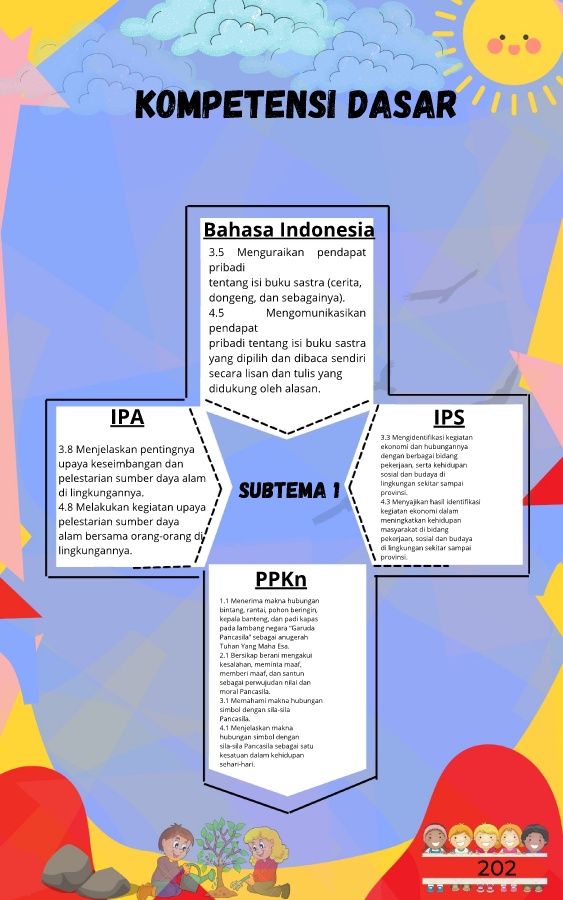 KOMPETENSI DASAR
Bahasa Indonesia
3.5 Menguraikan pendapat
pribadi
tentang isi buku sastra (cerita,
dongeng, dan sebagainya).
4.5 Mengomunikasikan
pendapat
pribadi tentang isi buku sastra
yang dipilih dan dibaca sendiri
secara lisan dan tulis yang
didukung oleh alasan.
IPA
3.8 Menjelaskan pentingnya
upaya keseimbangan dan
pelestarian sumber daya alam
di lingkungannya.
4.8 Melakukan kegiatan upaya
pelestarian sumber daya
alam bersama orang-orang di
lingkungannya.
SUBTEMA 1
IPS
3.3 Mengidentifikasi kegiatan
ekonomi dan hubungannya
dengan berbagai bidang
pekerjaan, serta kehidupan
sosial dan budaya di
lingkungan sekitar sampai
provinsi.
4.3 Menyajikan hasil identifikasi
kegiatan ekonomi dalam
meningkatkan kehidupan
masyarakat di bidang
pekerjaan, sosial dan budaya
di lingkungan sekitar sampai
provinsi.
PPKn
1.1 Menerima makna hubungan
bintang, rantai, pohon beringin,
kepala banteng, dan padi kapas
pada lambang negara "Garuda
Pancasila" sebagai anugerah
Tuhan Yang Maha Esa.
2.1 Bersikap berani mengakui
kesalahan, meminta maaf,
memberi maaf, dan santun
sebagai perwujudan nilai dan
moral Pancasila.
3.1 Memahami makna hubungan
simbol dengan sila-sila
Pancasila.
4.1 Menjelaskan makna
hubungan simbol dengan
sila-sila Pancasila sebagai satu
kesatuan dalam kehidupan
sehari-hari.
202